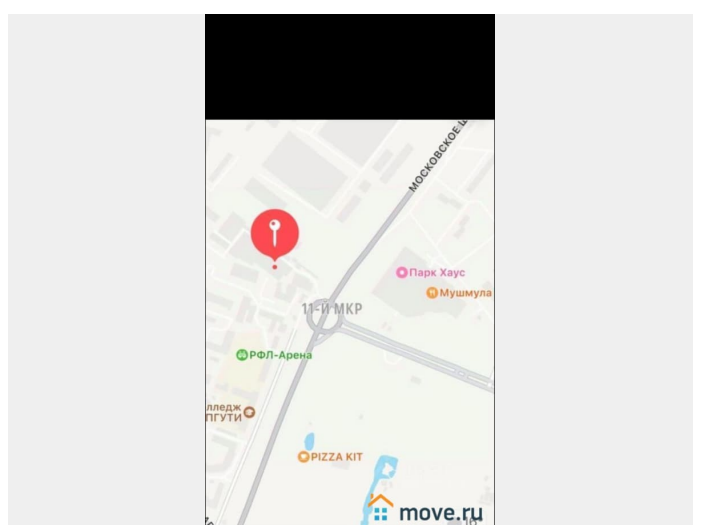 МОСКОВСКОЕ
Парк Хаус
Мушмула
11-Й МКР
РФЛ-Арена
лледж
ПГУТИ
PIZZA KIT
move.ru